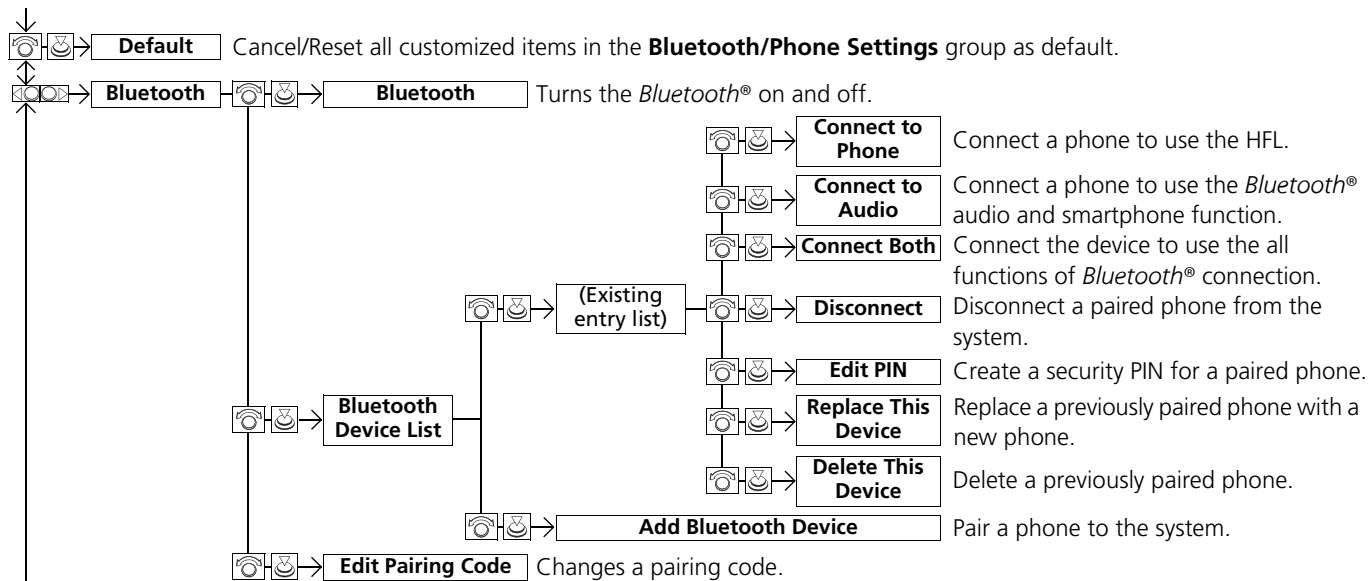 Default Cancel/Reset all customized items in the Bluetooth/Phone Settings group as default.
Bluetooth
Bluetooth Turns the Bluetooth® on and off.
Connect to
Phone
Connect a phone to use the HFL.
Connect to
Audio
Connect a phone to use the Bluetooth®
audio and smartphone function.
Connect Both
Connect the device to use the all
functions of Bluetooth® connection.
(Existing
entry list)
Disconnect
Disconnect a paired phone from the
system.
Edit PIN
Create a security PIN for a paired phone.
Bluetooth
Device List
Replace This
Device
Replace a previously paired phone with a
new phone.
Delete This
Device
Delete a previously paired phone.
Add Bluetooth Device
Pair a phone to the system.
Edit Pairing Code Changes a pairing code.